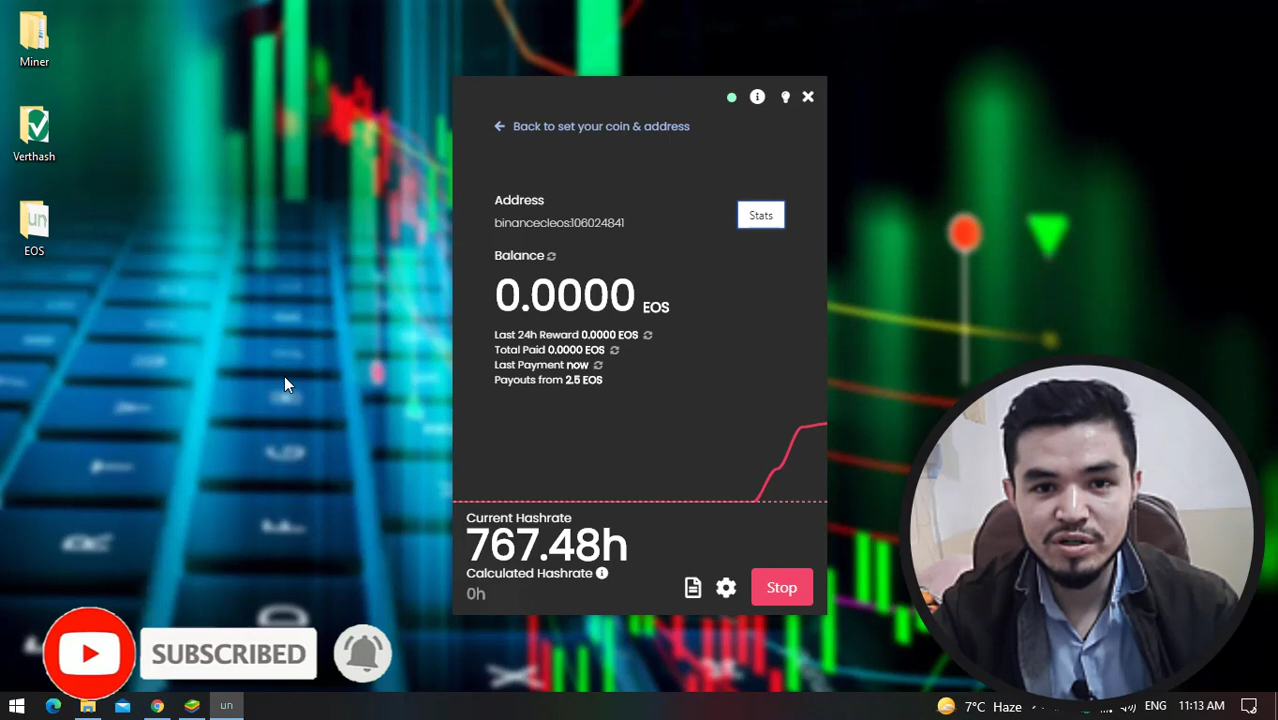 Miner
Verthash
un
EOS
Back to set your coin & address
Address
binancecleos:106024841
Stats
Balance
0.0000 EOS
Last 24h Reward 0.0000 EOS
Total Paid 0.0000 EOS
Last Payment now
Payouts from 2.5 EOS
Current Hashrate
767.48h
Calculated Hashrate
0h
Stop
SUBSCRIBED
un
7°C Haze
ENG
11:13 AM